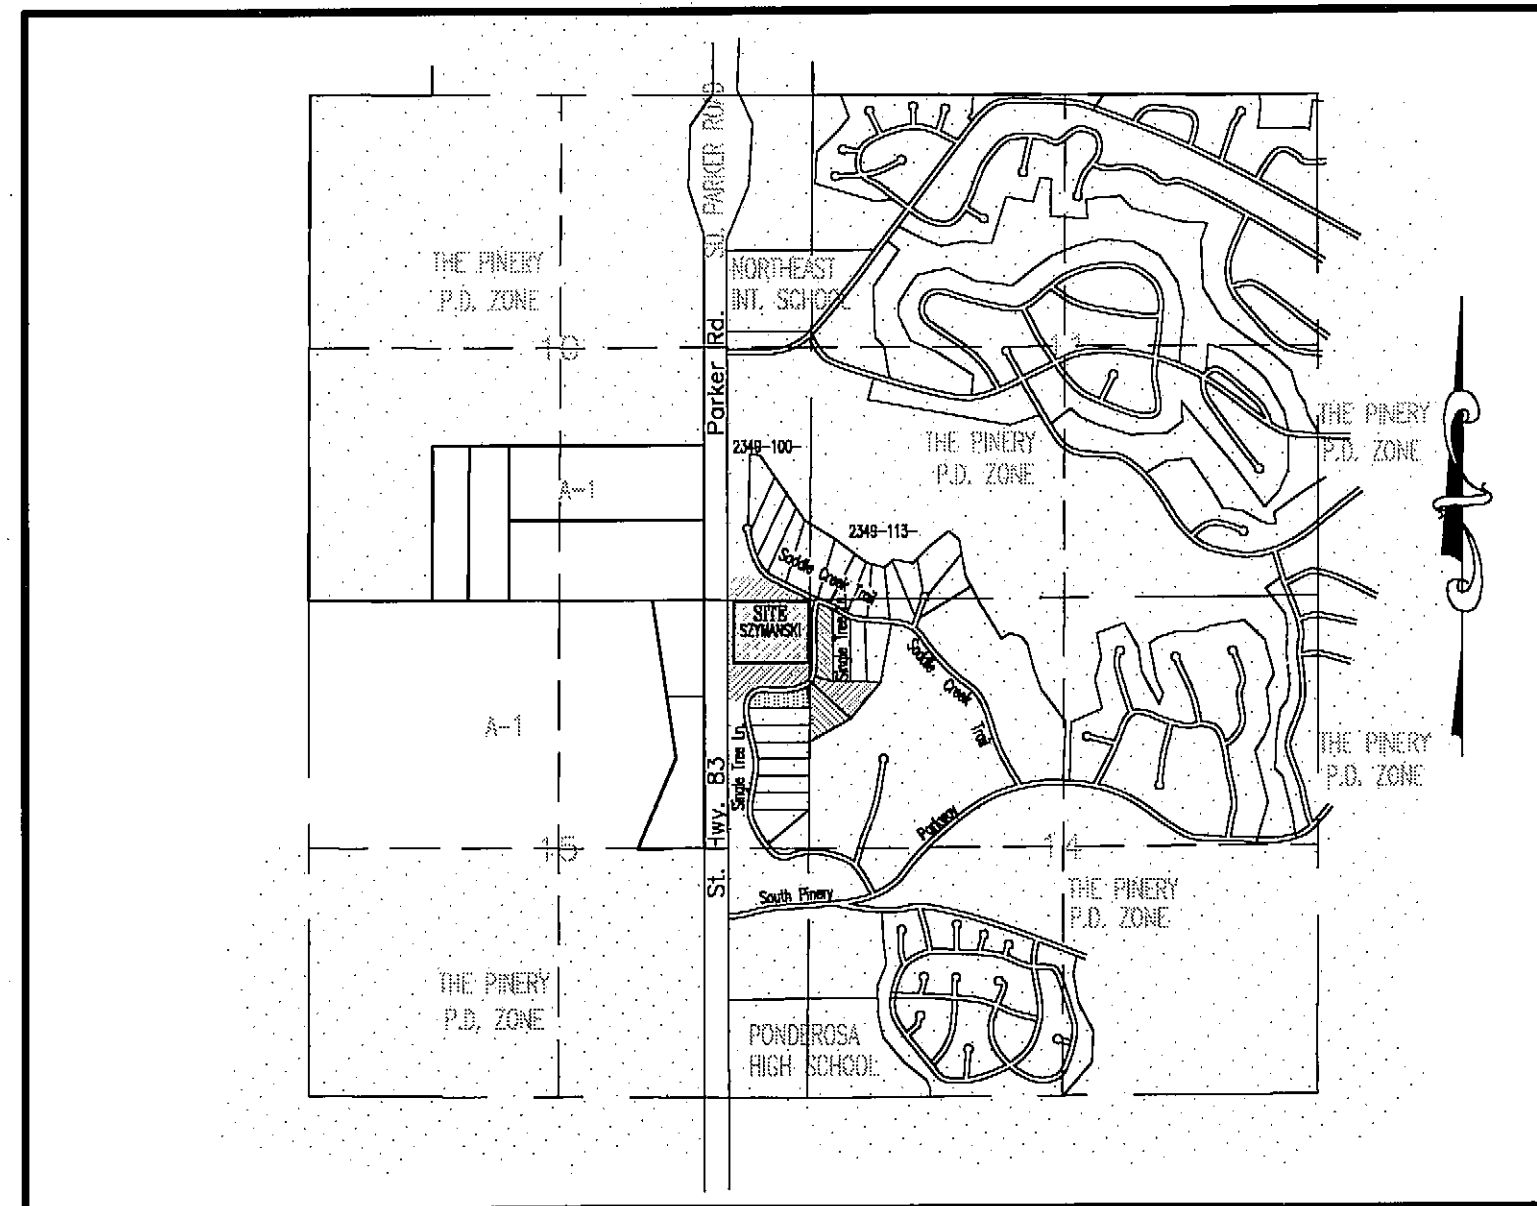 SO. PARKER ROAD
THE PINERY
P.D. ZONE
NORTHEAST
INT. SCHOOL
Parker Rd.
10
11
THE PINERY
P.D. ZONE
THE PINERY
P.D. ZONE
2349-100-
A-1
2349-113-
Saddle Creek Trail
SITE
SZYMANSKI
Single Tree Ln.
Saddle Creek Trail
A-1
THE PINERY
P.D. ZONE
Single Tree Ln.
St. Hwy. 83
Parkway
15
14
South Pinery
THE PINERY
P.D. ZONE
THE PINERY
P.D. ZONE
PONDEROSA
HIGH SCHOOL